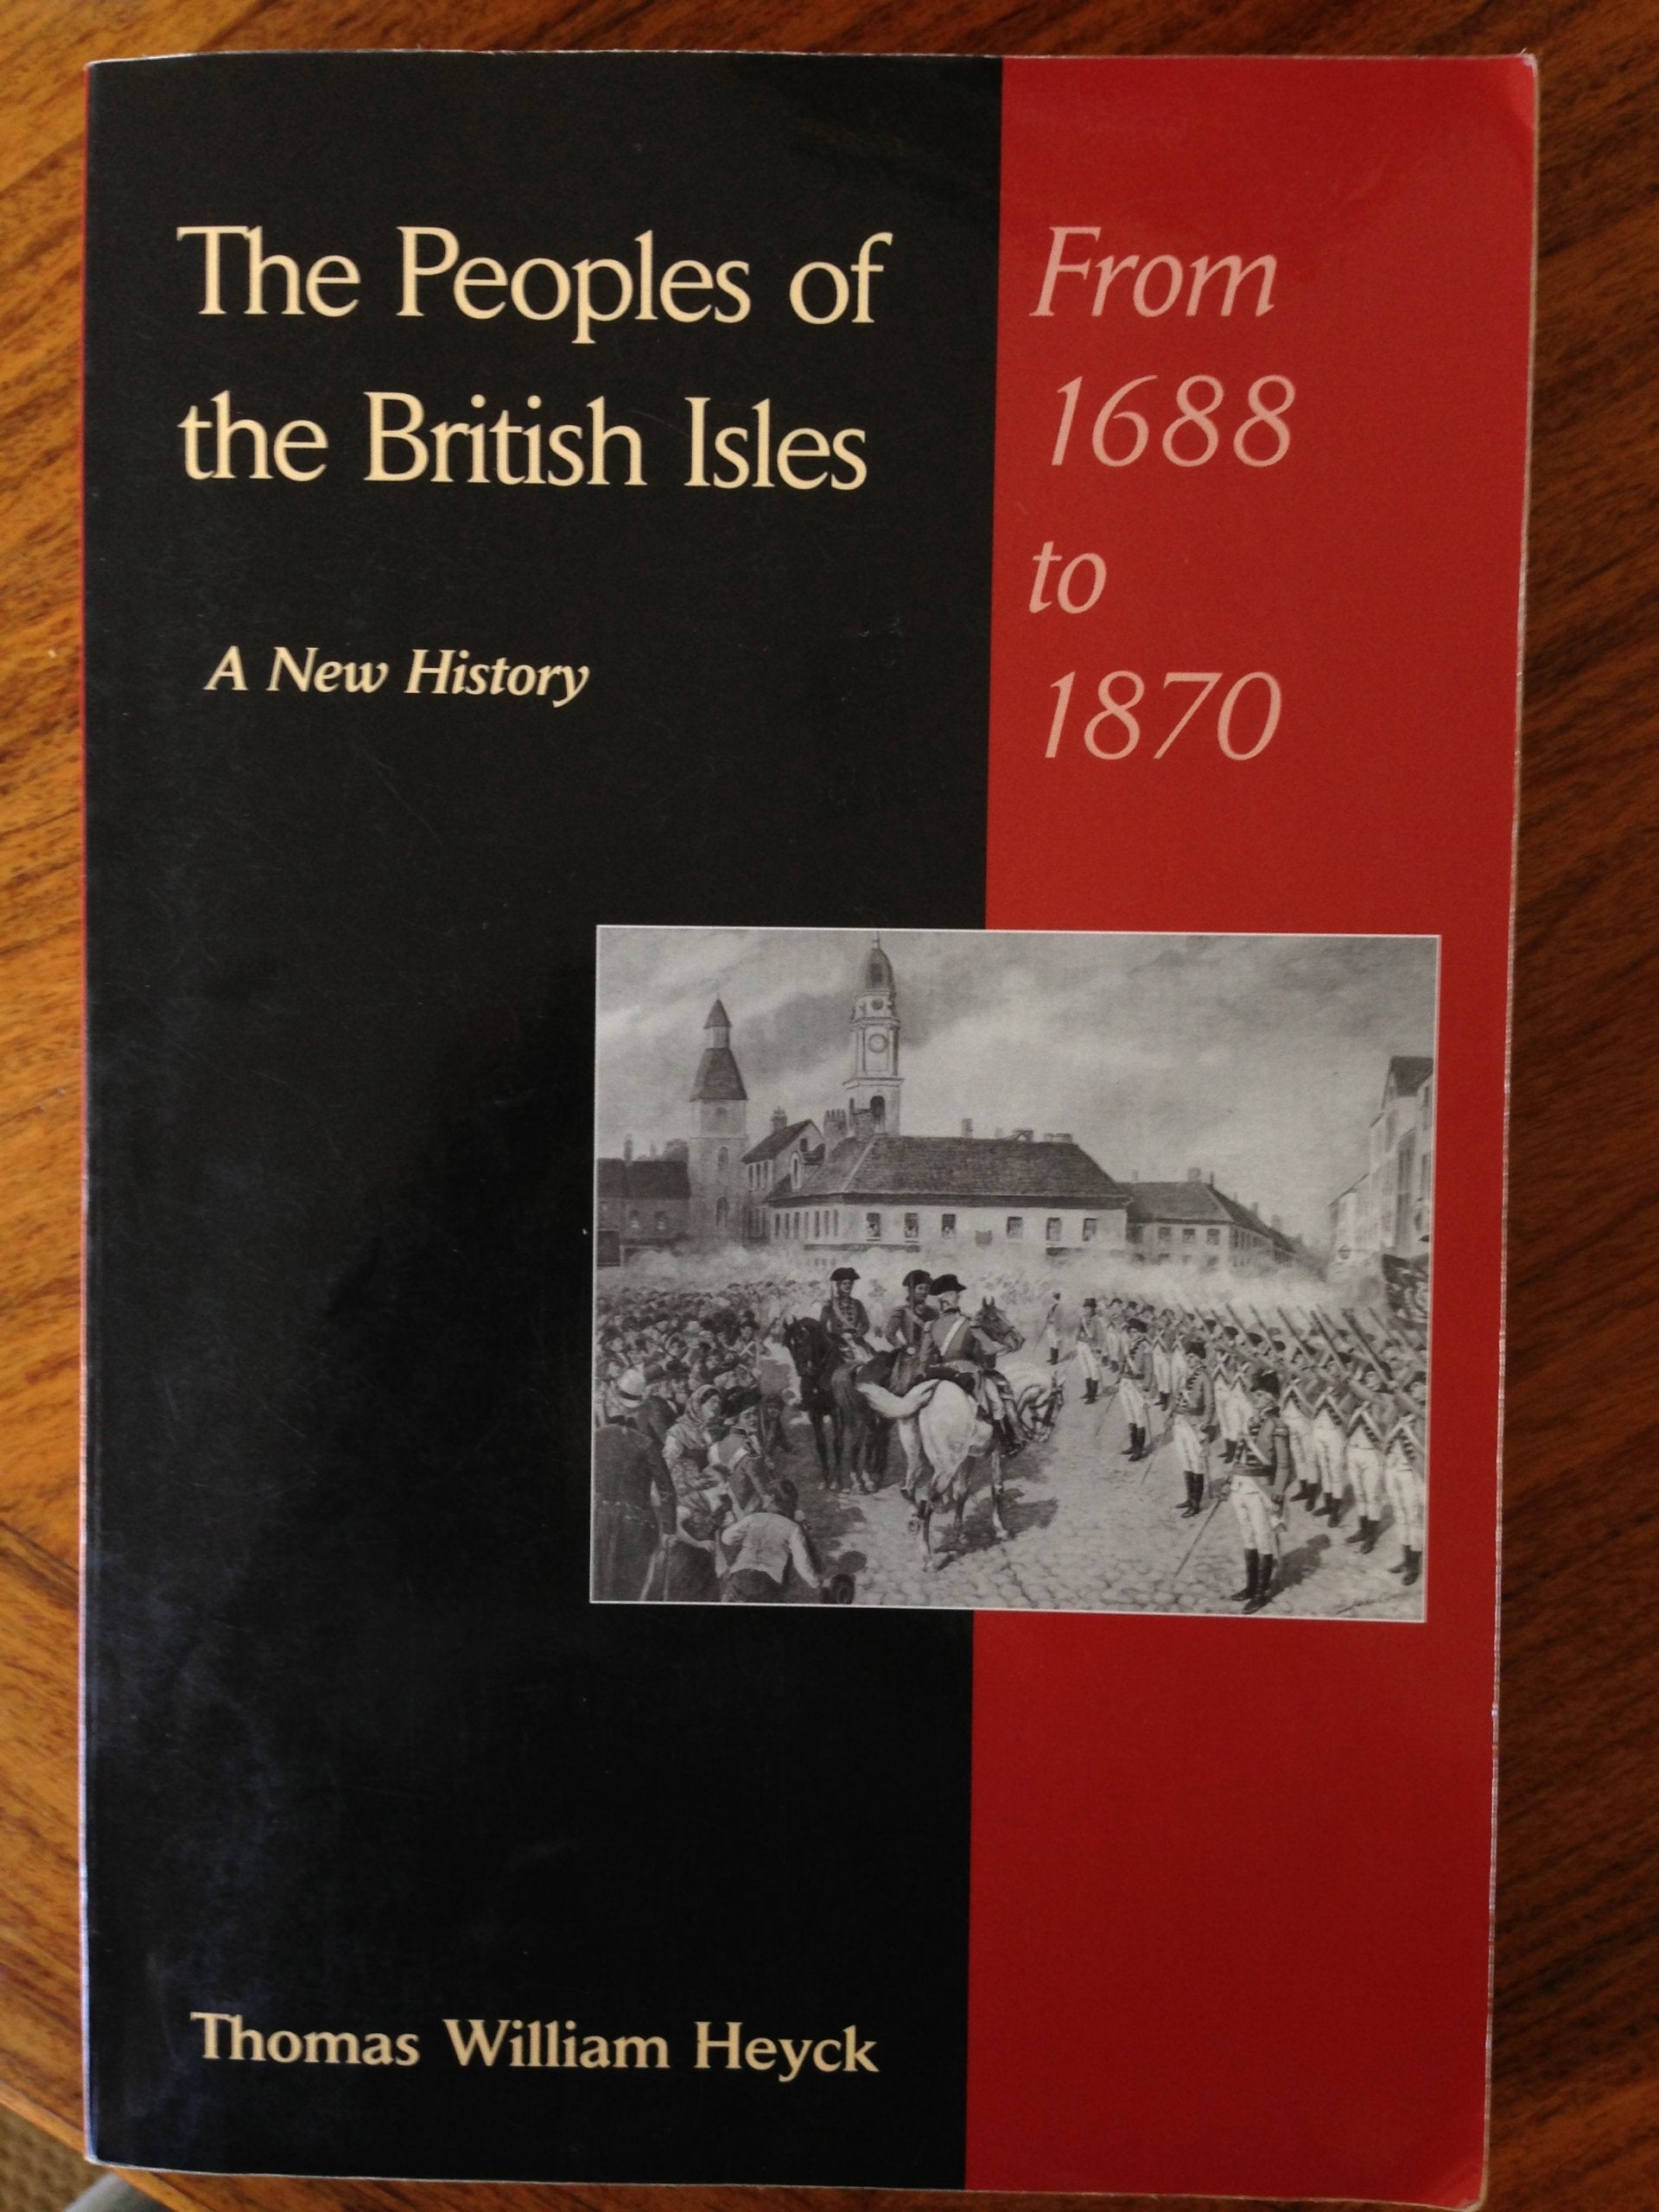 The Peoples of
the British Isles
A New History
From
1688
to
1870
Thomas William Heyck